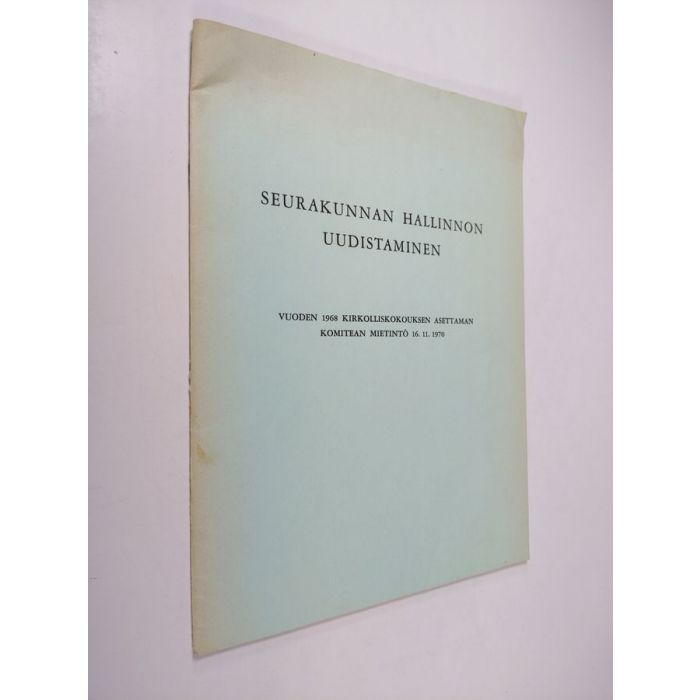 SEURAKUNNAN HALLINNON
UUDISTAMINEN
VUODEN 1968 KIRKOLLISKOKOUKSEN ASETTAMAN
KOMITEAN MIETINTÖ 16. 11. 1970